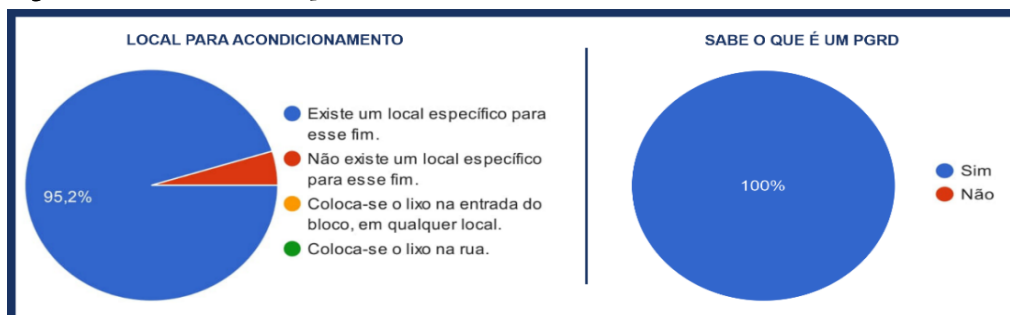 LOCAL PARA ACONDICIONAMENTO
95,2%
Existe um local específico para
esse fim.
Não existe um local específico
para esse fim.
Coloca-se o lixo na entrada do
bloco, em qualquer local.
Coloca-se o lixo na rua.
SABE O QUE É UM PGRD
100%
Sim
Não